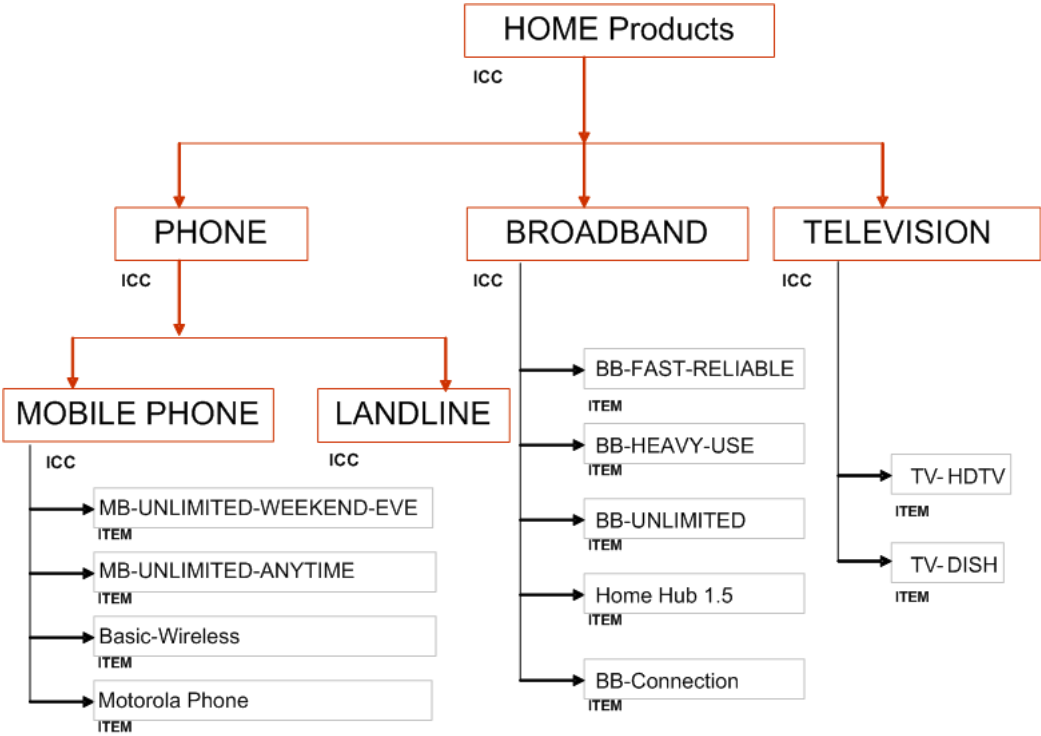 HOME Products
ICC
PHONE
ICC
BROADBAND
ICC
TELEVISION
ICC
MOBILE PHONE
ICC
LANDLINE
ICC
MB-UNLIMITED-WEEKEND-EVE
ITEM
MB-UNLIMITED-ANYTIME
ITEM
Basic-Wireless
ITEM
Motorola Phone
ITEM
BB-FAST-RELIABLE
ITEM
BB-HEAVY-USE
ITEM
BB-UNLIMITED
ITEM
Home Hub 1.5
ITEM
BB-Connection
ITEM
TV- HDTV
ITEM
TV- DISH
ITEM